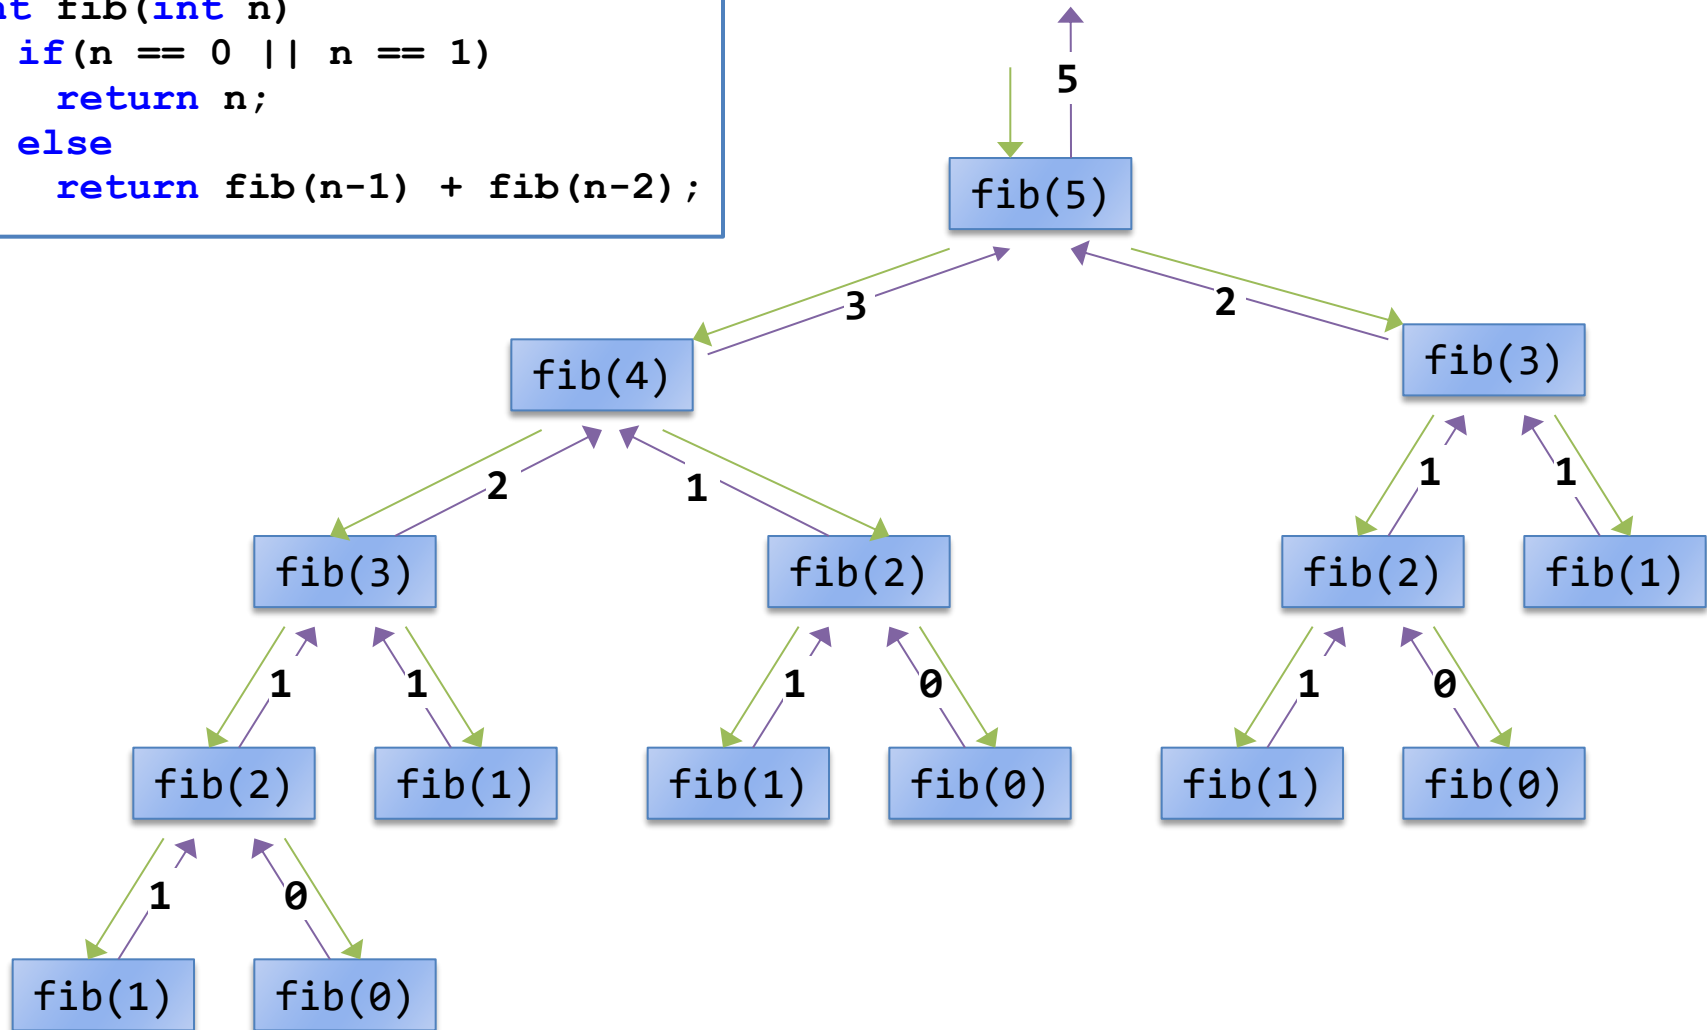 nt fib(int n)
if(n == 0 || n == 1)
return n;
else
return fib(n-1) + fib(n-2);
5
fib(5)
3
2
fib(4)
fib(3)
2
1
1
1
fib(3)
fib(2)
fib(2)
fib(1)
1
1
1
0
1
0
fib(2)
fib(1)
fib(1)
fib(0)
fib(1)
fib(0)
1
0
fib(1)
fib(0)